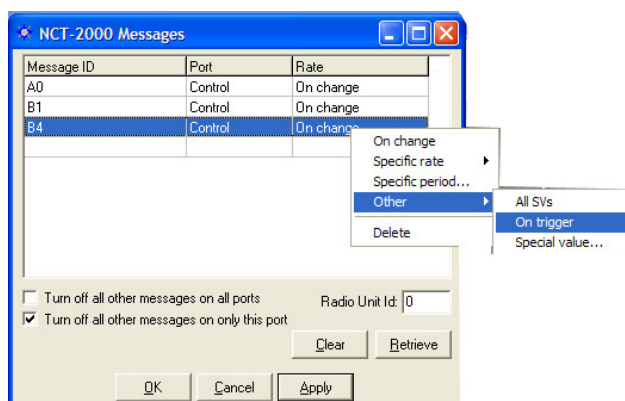 NCT-2000 Messages
Message ID Port Rate
A0 Control On change
B1 Control On change
B4 Control On change
On change
Specific rate
Specific period...
Other
Delete
All SVs
On trigger
Special value...
Turn off all other messages on all ports
Radio Unit Id: 0
Turn off all other messages on only this port
Clear Retrieve
OK Cancel Apply